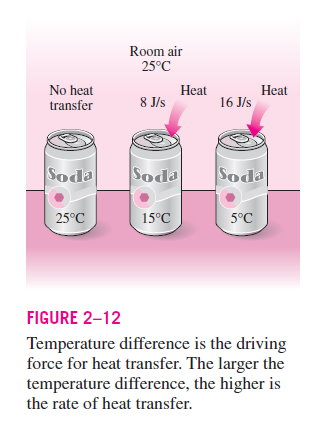 Room air
25°C
No heat
transfer
8 J/s
Heat
16 J/s
Heat
Soda
Soda
Soda
25°C
15°C
5°C
FIGURE 2–12
Temperature difference is the driving
force for heat transfer. The larger the
temperature difference, the higher is
the rate of heat transfer.